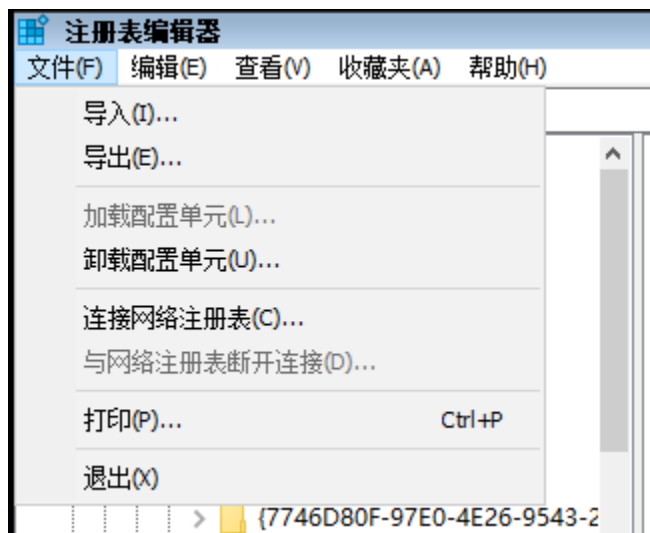 注册表编辑器
文件(F) 编辑(E) 查看(V) 收藏夹(A) 帮助(H)
导入(I)...
导出(E)...
加载配置单元(L)...
卸载配置单元(U)...
连接网络注册表(C)...
与网络注册表断开连接(D)...
打印(P)... Ctrl+P
退出(X)
{7746D80F-97E0-4E26-9543-2